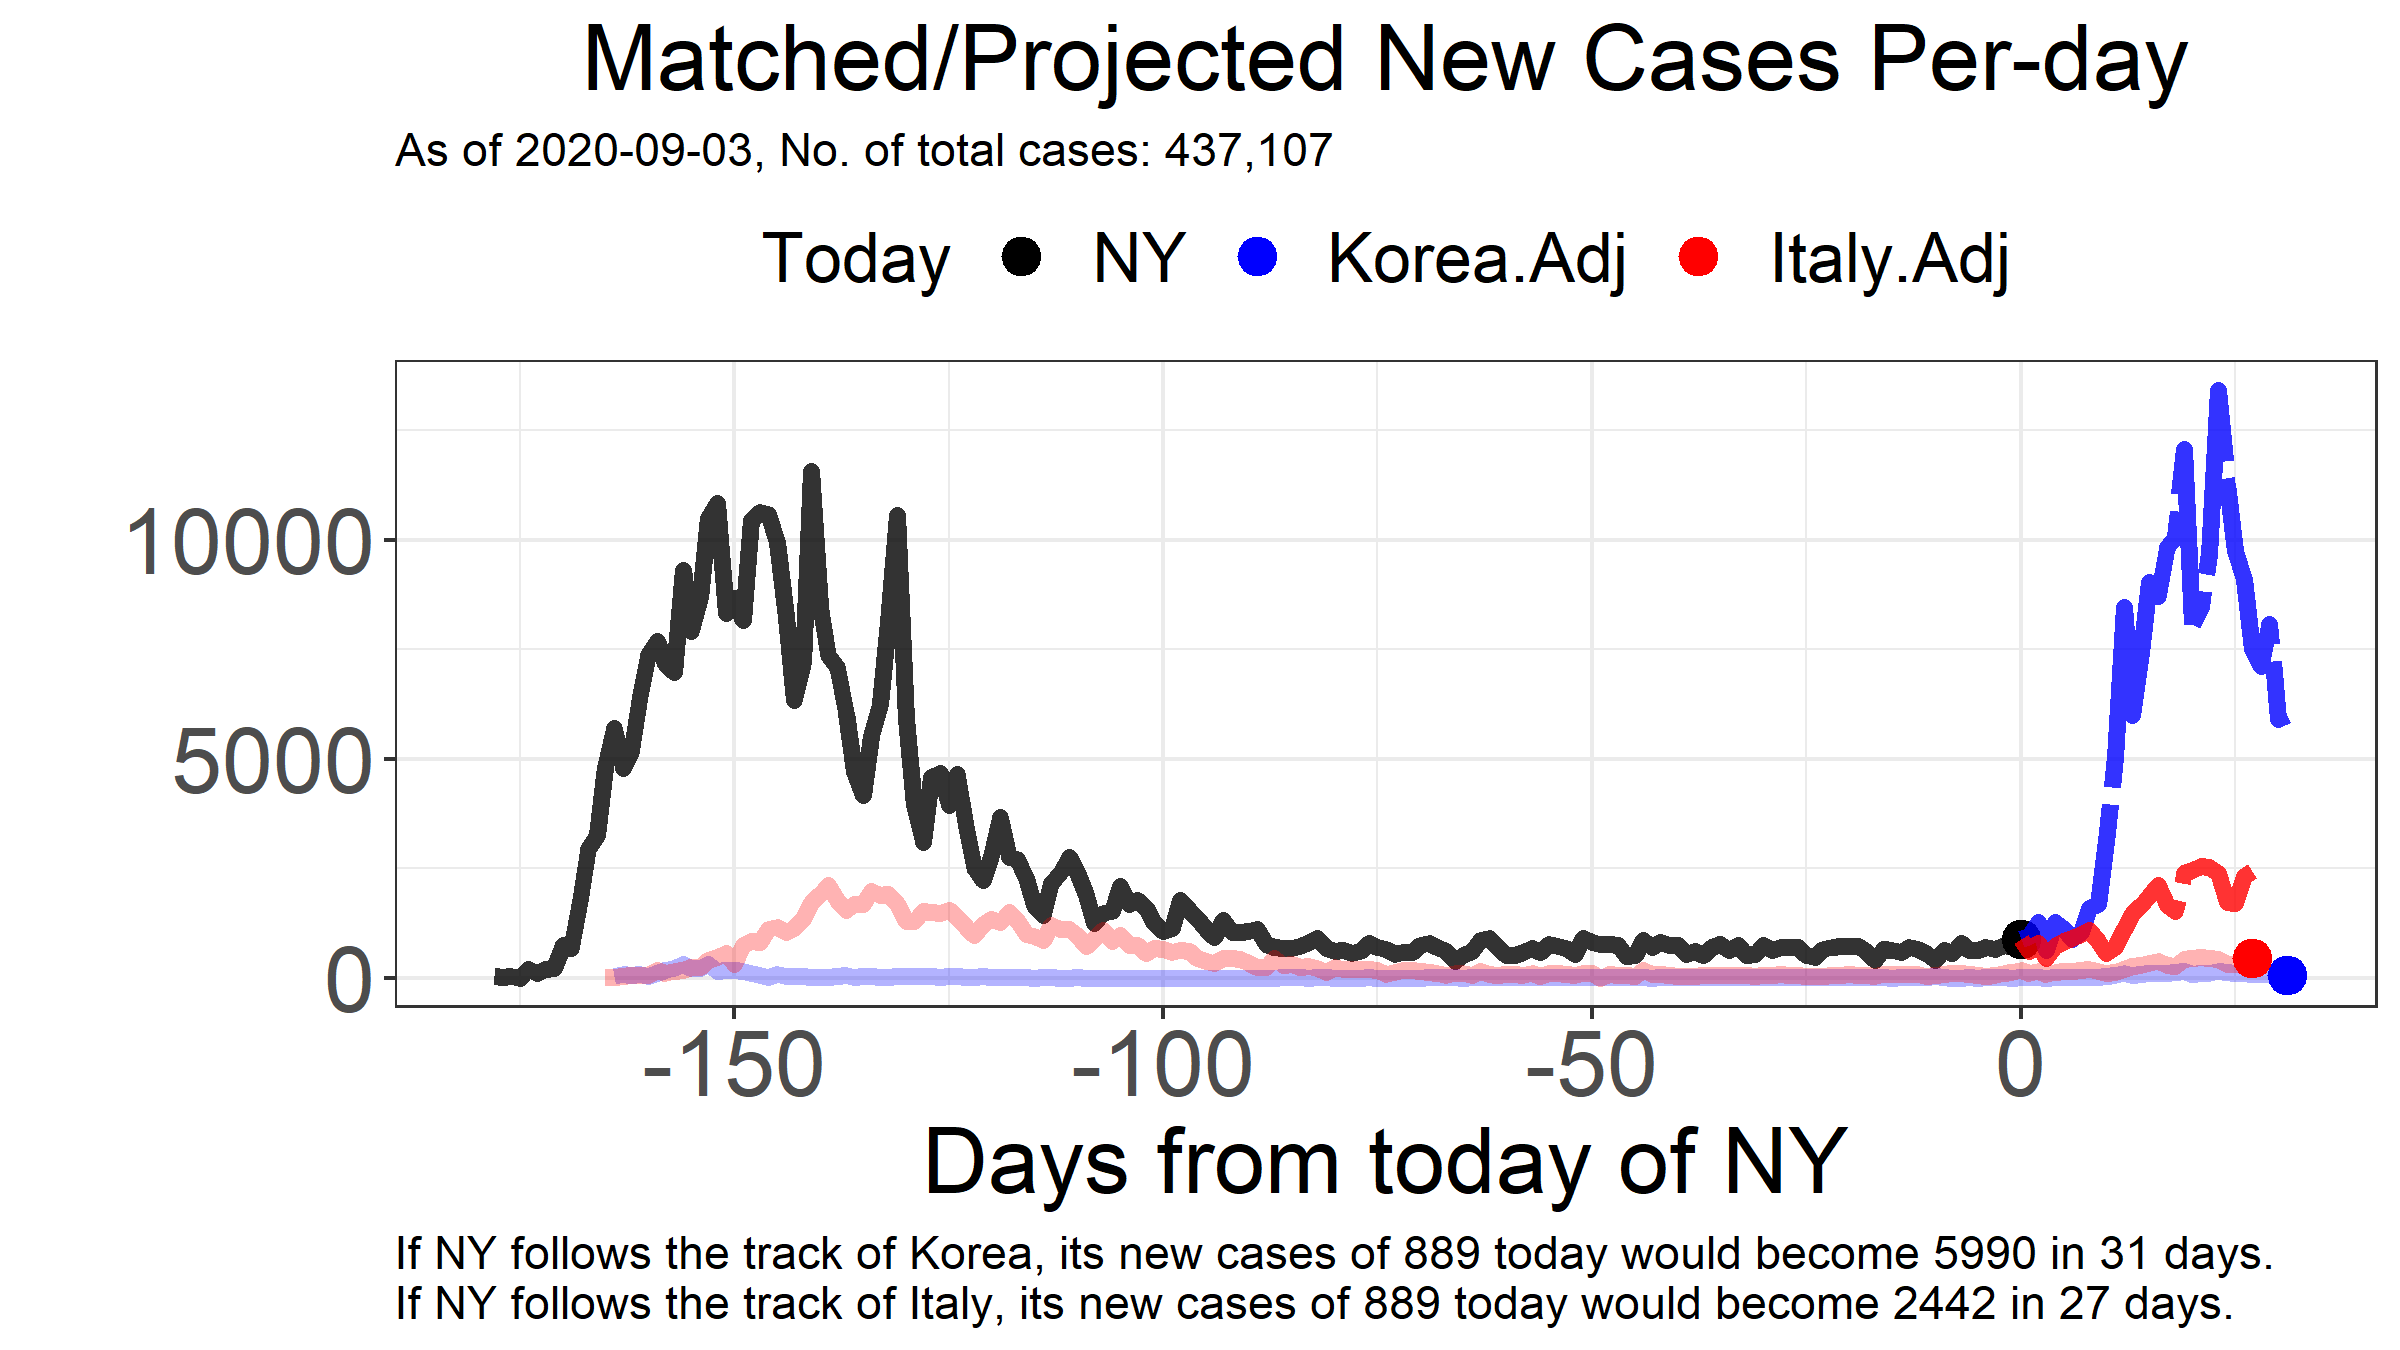 Matched/Projected New Cases Per-day
As of 2020-09-03, No. of total cases: 437,107
Today NY Korea.Adj Italy.Adj
10000
5000
0
-150 -100 -50 0
Days from today of NY
If NY follows the track of Korea, its new cases of 889 today would become 5990 in 31 days.
If NY follows the track of Italy, its new cases of 889 today would become 2442 in 27 days.